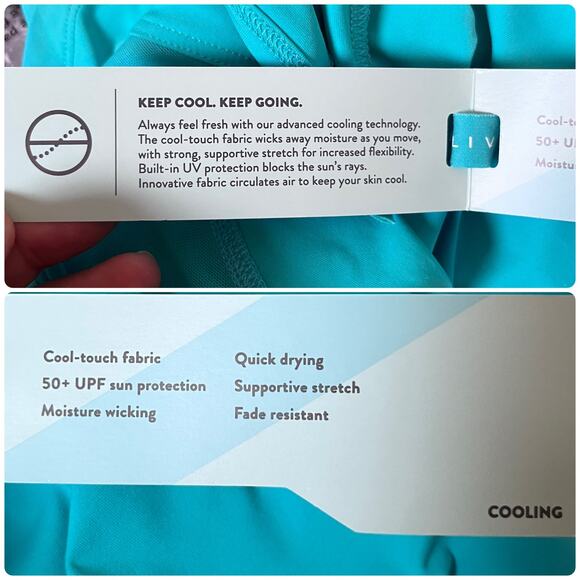 KEEP COOL. KEEP GOING.
Always feel fresh with our advanced cooling technology.
The cool-touch fabric wicks away moisture as you move,
with strong, supportive stretch for increased flexibility.
Built-in UV protection blocks the sun's rays.
Innovative fabric circulates air to keep your skin cool.
LIV
Cool-t
50+ U
Moistu
Cool-touch fabric
50+ UPF sun protection
Moisture wicking
Quick drying
Supportive stretch
Fade resistant
COOLING